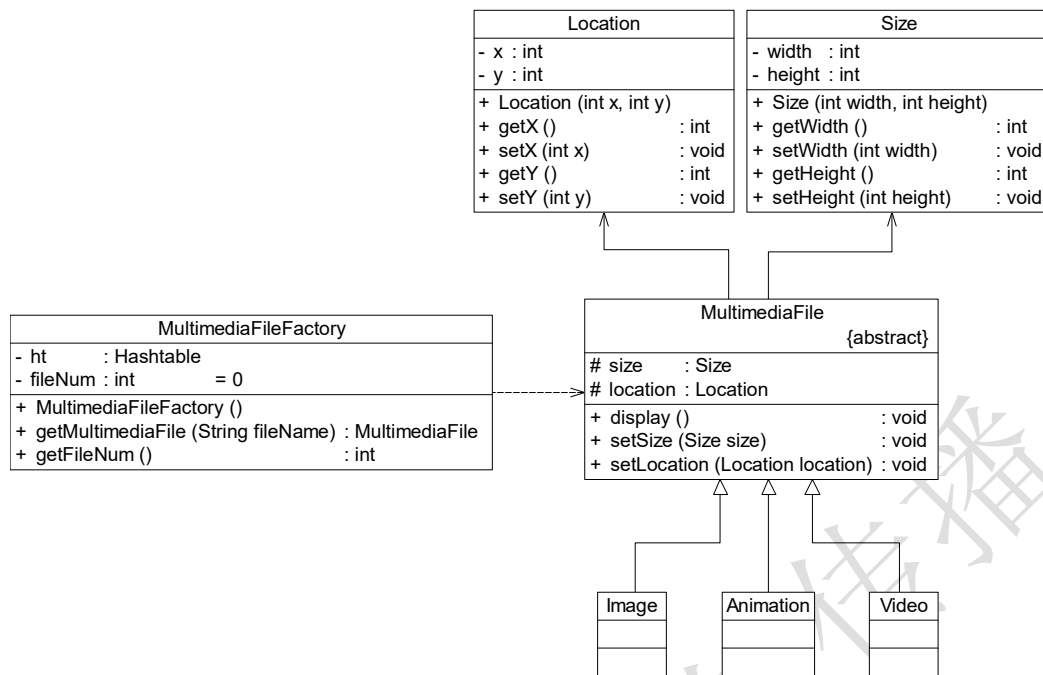 Location
- x : int
- y : int
+ Location (int x, int y)
+ getX () : int
+ setX (int x) : void
+ getY () : int
+ setY (int y) : void
Size
- width : int
- height : int
+ Size (int width, int height)
+ getWidth () : int
+ setWidth (int width) : void
+ getHeight () : int
+ setHeight (int height) : void
MultimediaFileFactory
- ht : Hashtable
- fileNum : int = 0
+ MultimediaFileFactory ()
+ getMultimediaFile (String fileName) : MultimediaFile
+ getFileNum () : int
MultimediaFile
{abstract}
# size : Size
# location : Location
+ display () : void
+ setSize (Size size) : void
+ setLocation (Location location) : void
Image
Animation
Video
传播